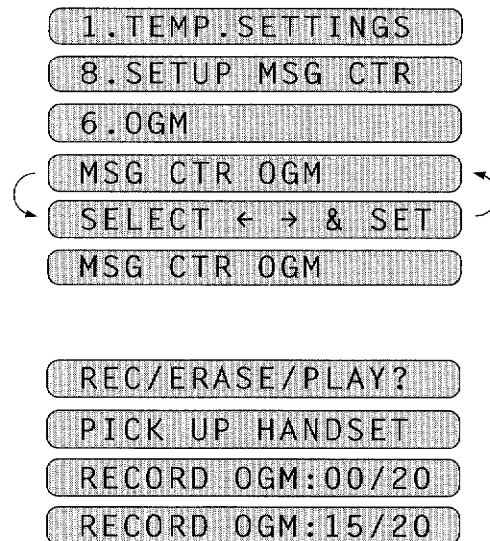 1.TEMP.SETTINGS
8.SETUP MSG CTR
6.OGM
MSG CTR OGM
SELECT ← → & SET
MSG CTR OGM
REC/ERASE/PLAY?
PICK UP HANDSET
RECORD OGM:00/20
RECORD OGM:15/20